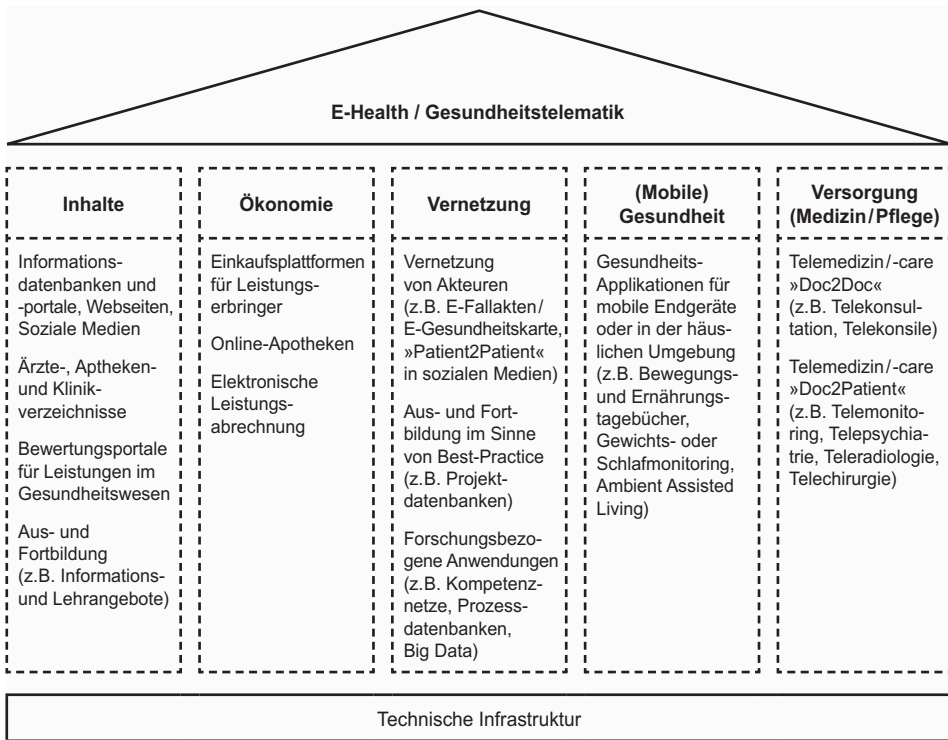 E-Health / Gesundheitstelematik
Inhalte
Informations-
datenbanken und
-portale, Webseiten,
Soziale Medien
Ärzte-, Aptheken-
und Klinik-
verzeichnisse
Bewertungsportale
für Leistungen im
Gesundheitswesen
Aus- und
Fortbildung
(z.B. Informations-
und Lehrangebote)
Ökonomie
Einkaufsplattformen
für Leistungs-
erbringer
Online-Apotheken
Elektronische
Leistungs-
abrechnung
Vernetzung
Vernetzung
von Akteuren
(z.B. E-Fallakten/
E-Gesundheitskarte,
»Patient2Patient«
in sozialen Medien)
Aus- und Fort-
bildung im Sinne
von Best-Practice
(z.B. Projekt-
datenbanken)
Forschungsbezo-
gene Anwendungen
(z.B. Kompetenz-
netze, Prozess-
datenbanken,
Big Data)
(Mobile)
Gesundheit
Gesundheits-
Applikationen für
mobile Endgeräte
oder in der häus-
lichen Umgebung
(z.B. Bewegungs-
und Ernährungs-
tagebücher,
Gewichts- oder
Schlafmonitoring,
Ambient Assisted
Living)
Versorgung
(Medizin/Pflege)
Telemedizin/-care
»Doc2Doc«
(z.B. Telekonsul-
tation, Telekonsile)
Telemedizin/-care
»Doc2Patient«
(z.B. Telemonito-
ring, Telepsychia-
trie, Teleradiologie,
Telechirurgie)
Technische Infrastruktur